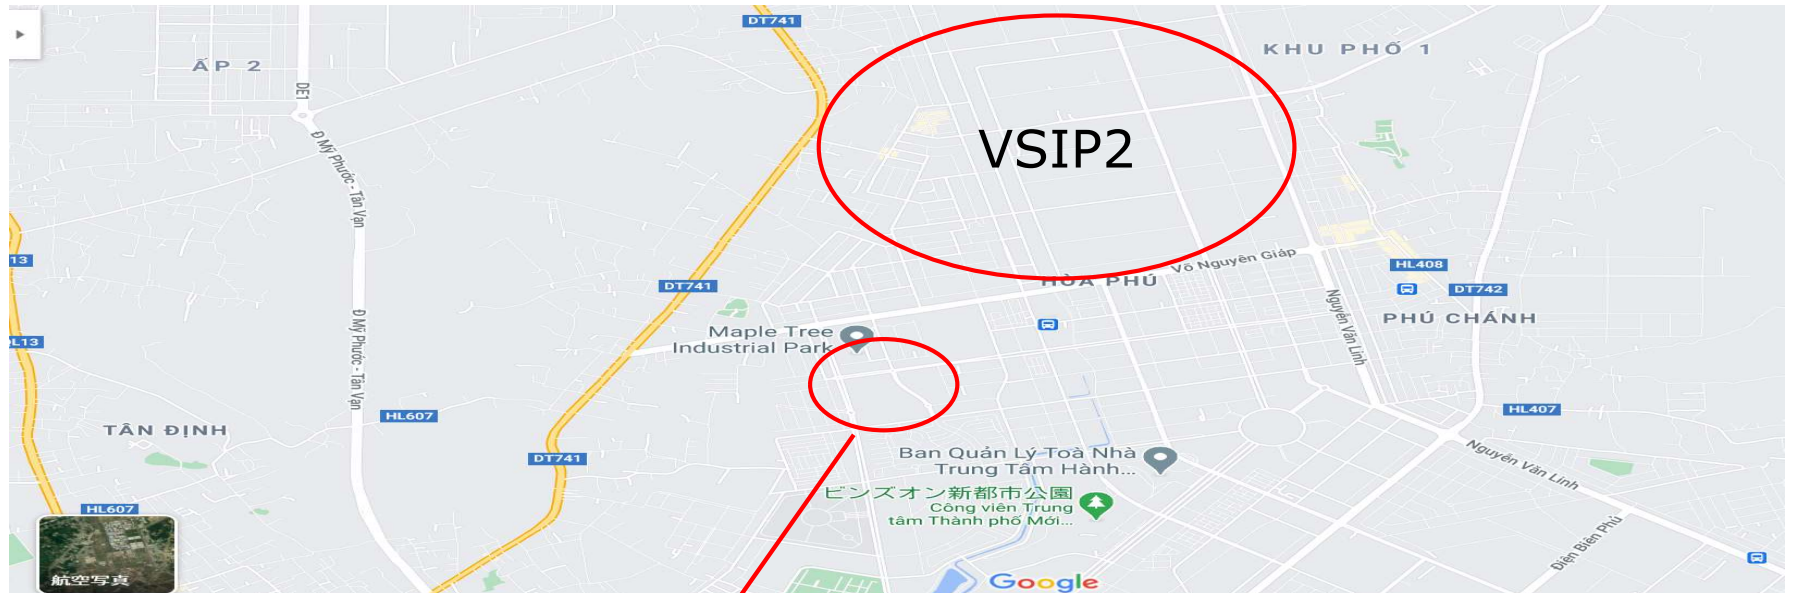 DT741
KHU PHỐ 1
ẤP 2
DE1
VSIP2
Đ Mỹ Phước - Tân Vạn
Võ Nguyên Giáp
13
HL408
HÒA PHÚ
DT741
DT742
Nguyễn Văn Linh
PHÚ CHÁNH
Maple Tree
Industrial Park
L13
Đ Mỹ Phước - Tân Vạn
HL607
HL407
TÂN ĐỊNH
DT741
Ban Quản Lý Toà Nhà
Trung Tâm Hành...
Nguyễn Văn Linh
ビンズオン新都市公園
Công viên Trung
tâm Thành phố Mới...
HL607
Điện Biên Phủ
航空写真
Google